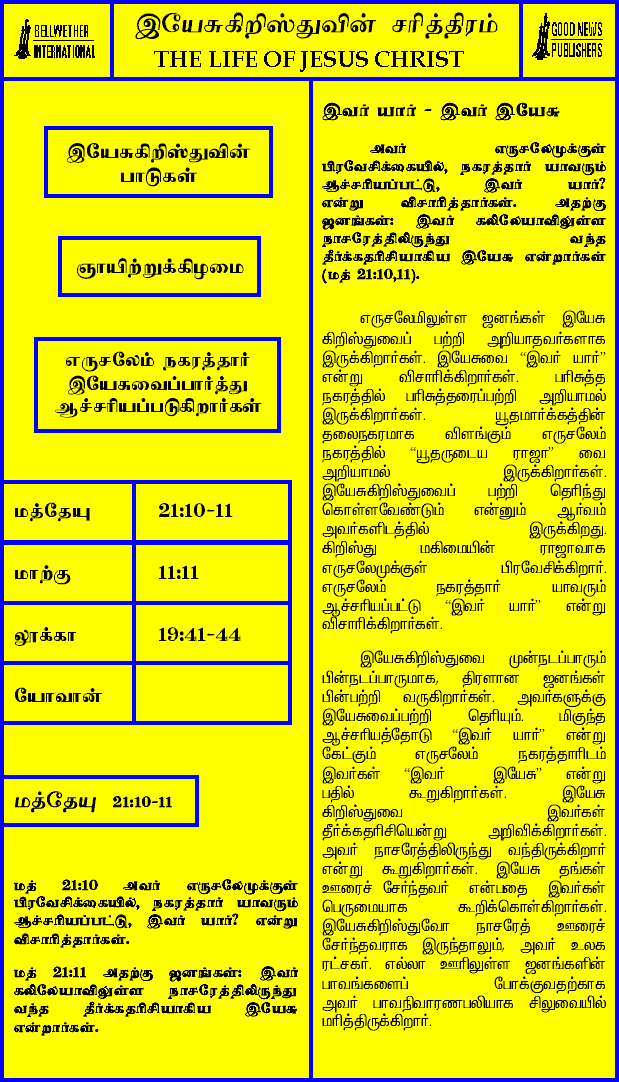 BELLWETHER
INTERNATIONAL
இயேசுகிறிஸ்துவின் சரித்திரம்
THE LIFE OF JESUS CHRIST
GOOD NEWS
PUBLISHERS
இயேசுகிறிஸ்துவின்
பாடுகள்
ஞாயிற்றுக்கிழமை
எருசலேம் நகரத்தார்
இயேசுவைப்பார்த்து
ஆச்சரியப்படுகிறார்கள்
மத்தேயு 21:10-11
மாற்கு 11:11
லூக்கா 19:41-44
யோவான்
மத்தேயு 21:10-11
மத் 21:10 அவர் எருசலேமுக்குள்
பிரவேசிக்கையில், நகரத்தார் யாவரும்
ஆச்சரியப்பட்டு, இவர் யார்? என்று
விசாரித்தார்கள்.
மத் 21:11 அதற்கு ஜனங்கள்: இவர்
கலிலேயாவிலுள்ள நாசரேத்திலிருந்து
வந்த தீர்க்கதரிசியாகிய இயேசு
என்றார்கள்.
இவர் யார் - இவர் இயேசு
அவர் எருசலேமுக்குள்
பிரவேசிக்கையில், நகரத்தார் யாவரும்
ஆச்சரியப்பட்டு, இவர் யார்?
என்று விசாரித்தார்கள். அதற்கு
ஜனங்கள்: இவர் கலிலேயாவிலுள்ள
நாசரேத்திலிருந்து வந்த
தீர்க்கதரிசியாகிய இயேசு என்றார்கள்
(மத் 21:10,11).
எருசலேமிலுள்ள ஜனங்கள் இயேசு
கிறிஸ்துவைப் பற்றி அறியாதவர்களாக
இருக்கிறார்கள். இயேசுவை “இவர் யார்”
என்று விசாரிக்கிறார்கள். பரிசுத்த
நகரத்தில் பரிசுத்தரைப்பற்றி அறியாமல்
இருக்கிறார்கள். யூதமார்க்கத்தின்
தலைநகரமாக விளங்கும் எருசலேம்
நகரத்தில் “யூதருடைய ராஜா” வை
அறியாமல் இருக்கிறார்கள்.
இயேசுகிறிஸ்துவைப் பற்றி தெரிந்து
கொள்ளவேண்டும் என்னும் ஆர்வம்
அவர்களிடத்தில் இருக்கிறது.
கிறிஸ்து மகிமையின் ராஜாவாக
எருசலேமுக்குள் பிரவேசிக்கிறார்.
எருசலேம் நகரத்தார் யாவரும்
ஆச்சரியப்பட்டு “இவர் யார்” என்று
விசாரிக்கிறார்கள்.
இயேசுகிறிஸ்துவை முன்நடப்பாரும்
பின்நடப்பாருமாக, திரளான ஜனங்கள்
பின்பற்றி வருகிறார்கள். அவர்களுக்கு
இயேசுவைப்பற்றி தெரியும். மிகுந்த
ஆச்சரியத்தோடு “இவர் யார்” என்று
கேட்கும் எருசலேம் நகரத்தாரிடம்
இவர்கள் “இவர் இயேசு” என்று
பதில் கூறுகிறார்கள். இயேசு
கிறிஸ்துவை இவர்கள்
தீர்க்கதரிசியென்று அறிவிக்கிறார்கள்.
அவர் நாசரேத்திலிருந்து வந்திருக்கிறார்
என்று கூறுகிறார்கள். இயேசு தங்கள்
ஊரைச் சேர்ந்தவர் என்பதை இவர்கள்
பெருமையாக கூறிக்கொள்கிறார்கள்.
இயேசுகிறிஸ்துவோ நாசரேத் ஊரைச்
சேர்ந்தவராக இருந்தாலும், அவர் உலக
ரட்சகர். எல்லா ஊரிலுள்ள ஜனங்களின்
பாவங்களைப் போக்குவதற்காக
அவர் பாவநிவாரணபலியாக சிலுவையில்
மரித்திருக்கிறார்.